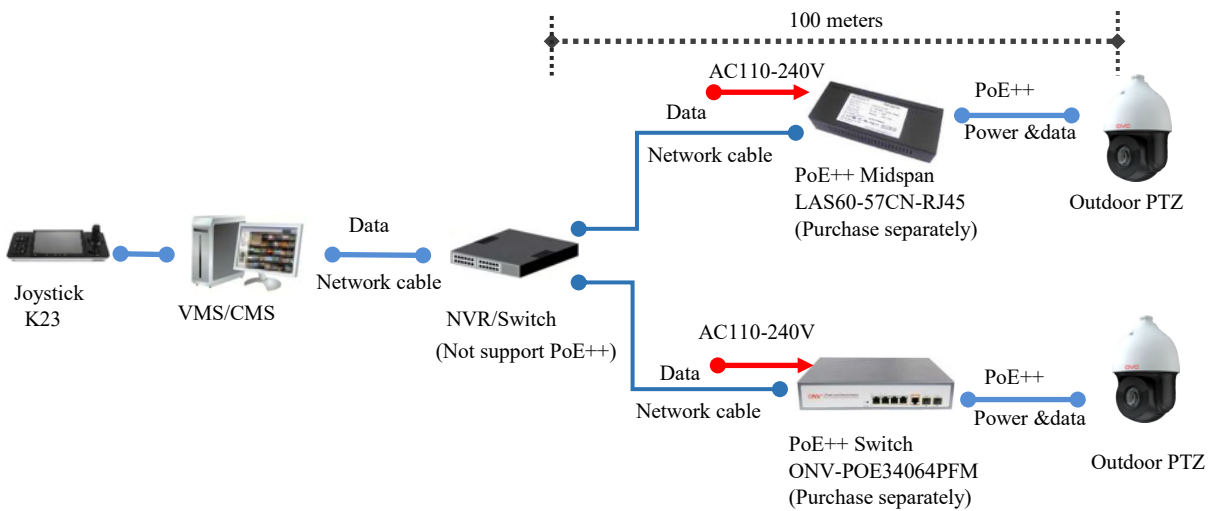 100 meters
AC110-240V
PoE++
Data
Power &data
Network cable
PoE++ Midspan
LAS60-57CN-RJ45
(Purchase separately)
Outdoor PTZ
Data
Network cable
Joystick
K23
VMS/CMS
NVR/Switch
(Not support PoE++)
AC110-240V
PoE++
Data
Power &data
Network cable
ONV
PoE++ Switch
ONV-POE34064PFM
(Purchase separately)
Outdoor PTZ